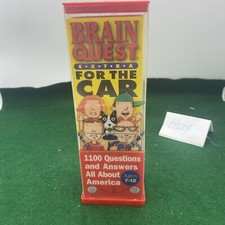 BRAIN
QUEST
EXTRA
FOR THE
CAR
1100 Questions
and Answers
All About
America
AGES
7-12